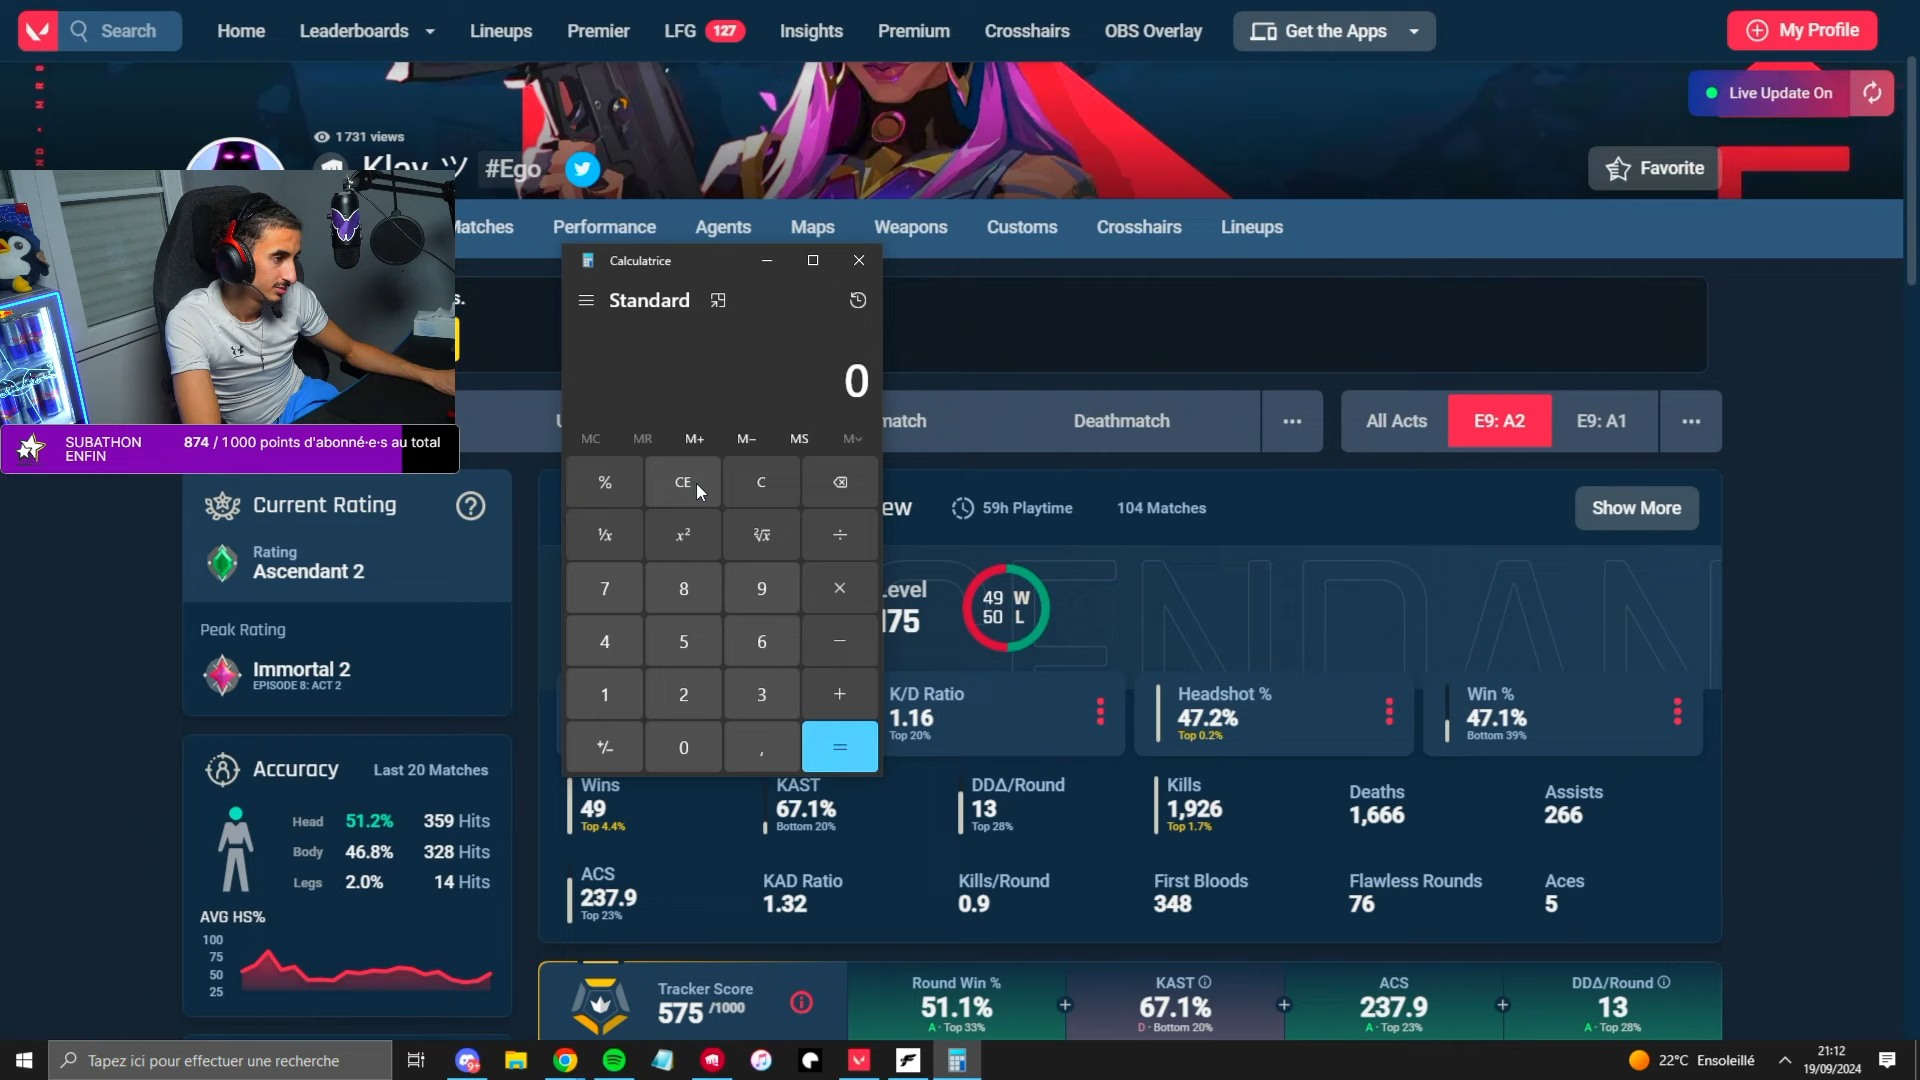 Search
Home
Leaderboards
Lineups
Premier
LFG
127
Insights
Premium
Crosshairs
OBS Overlay
Get the Apps
My Profile
Live Update On
1 731 views
#Ego
Favorite
Performance
Agents
Maps
Weapons
Customs
Crosshairs
Lineups
Calculatrice
Standard
0
MC
MR
M+
M−
MS
M
%
CE
C
⅟x
x²
²√x
÷
7
8
9
×
4
5
6
−
1
2
3
+
+/−
0
,
=
SUBATHON ENFIN
874 / 1 000 points d'abonné·e·s au total
Deathmatch
All Acts
E9: A2
E9: A1
Current Rating
Rating
Ascendant 2
Peak Rating
Immortal 2
EPISODE 8: ACT 2
59h Playtime
104 Matches
Show More
49 W
50 L
K/D Ratio
1.16
Top 20%
Headshot %
47.2%
Top 0.2%
Win %
47.1%
Bottom 39%
Wins
49
Top 4.4%
KAST
67.1%
Bottom 20%
DDΔ/Round
13
Top 28%
Kills
1,926
Top 1.7%
Deaths
1,666
Assists
266
ACS
237.9
Top 23%
KAD Ratio
1.32
Kills/Round
0.9
First Bloods
348
Flawless Rounds
76
Aces
5
Accuracy
Last 20 Matches
Head 51.2% 359 Hits
Body 46.8% 328 Hits
Legs 2.0% 14 Hits
AVG HS%
100
75
50
25
Tracker Score
575 /1000
Round Win %
51.1%
A · Top 33%
KAST
67.1%
D · Bottom 20%
ACS
237.9
A · Top 23%
DDΔ/Round
13
A · Top 28%
Tapez ici pour effectuer une recherche
22°C Ensoleillé
21:12
19/09/2024